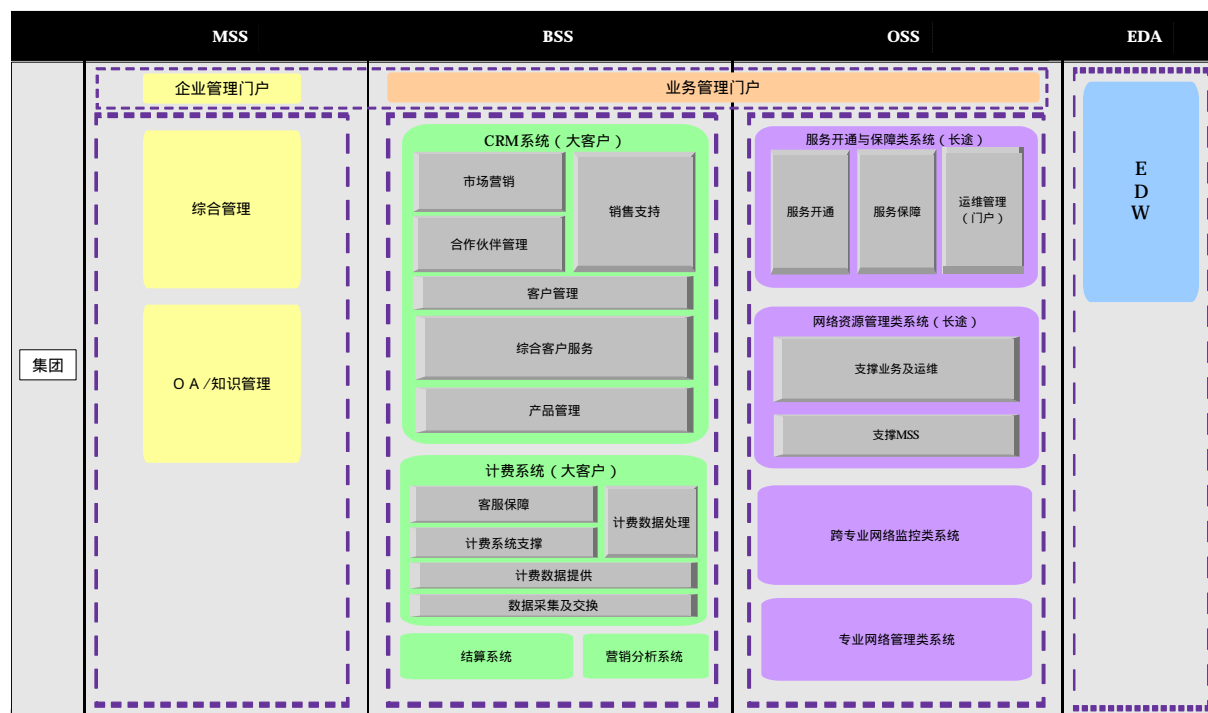 MSS
BSS
OSS
EDA
企业管理门户
业务管理门户
集团
综合管理
O A /知识管理
CRM系统（大客户）
市场营销
销售支持
合作伙伴管理
客户管理
综合客户服务
产品管理
计费系统（大客户）
客服保障
计费数据处理
计费系统支撑
计费数据提供
数据采集及交换
结算系统
营销分析系统
服务开通与保障类系统（长途）
服务开通
服务保障
运维管理
（门户）
网络资源管理类系统（长途）
支撑业务及运维
支撑MSS
跨专业网络监控类系统
专业网络管理类系统
E
D
W